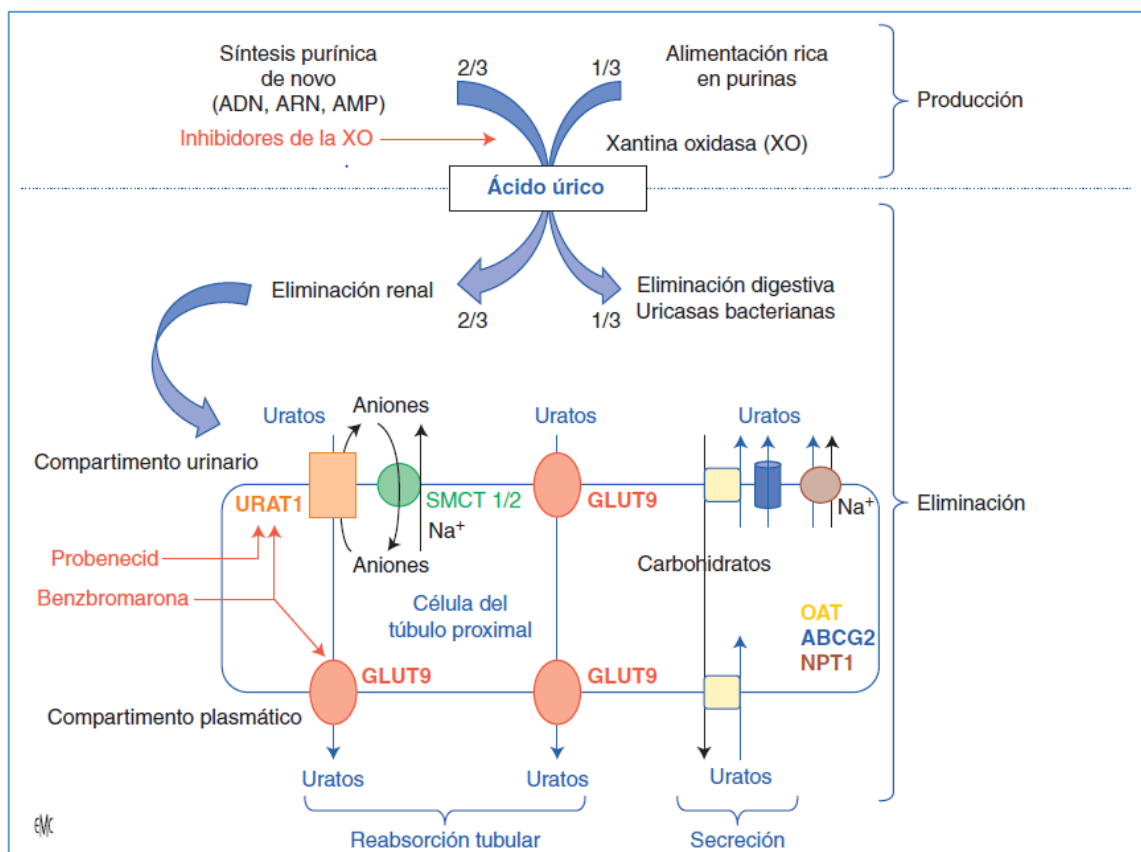 Síntesis purínica
de novo
(ADN, ARN, AMP)
2/3
1/3
Alimentación rica
en purinas
Producción
Inhibidores de la XO
Xantina oxidasa (XO)
Ácido úrico
Eliminación renal
2/3
1/3
Eliminación digestiva
Uricasas bacterianas
Uratos
Aniones
Uratos
Uratos
Compartimento urinario
URAT1
SMCT 1/2
Na+
GLUT9
Na+
Eliminación
Probenecid
Aniones
Carbohidratos
Benzbromarona
Célula del
túbulo proximal
OAT
ABCG2
NPT1
GLUT9
GLUT9
Compartimento plasmático
Uratos
Uratos
Uratos
Reabsorción tubular
Secreción
EMC